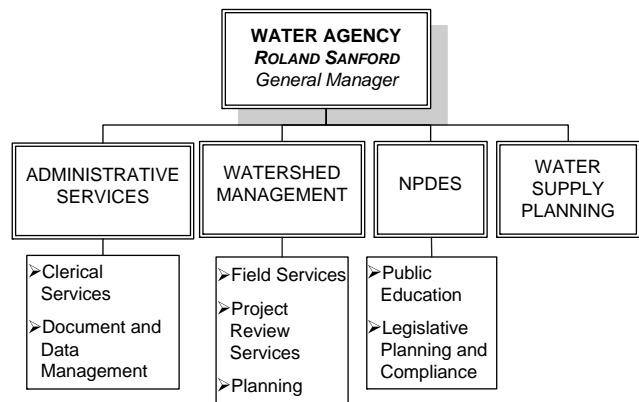 WATER AGENCY
ROLAND SANFORD
General Manager
ADMINISTRATIVE
SERVICES
WATERSHED
MANAGEMENT
NPDES
WATER
SUPPLY
PLANNING
➢Clerical
Services
➢Document and
Data
Management
➢Field Services
➢Project
Review
Services
➢Planning
➢Public
Education
➢Legislative
Planning and
Compliance